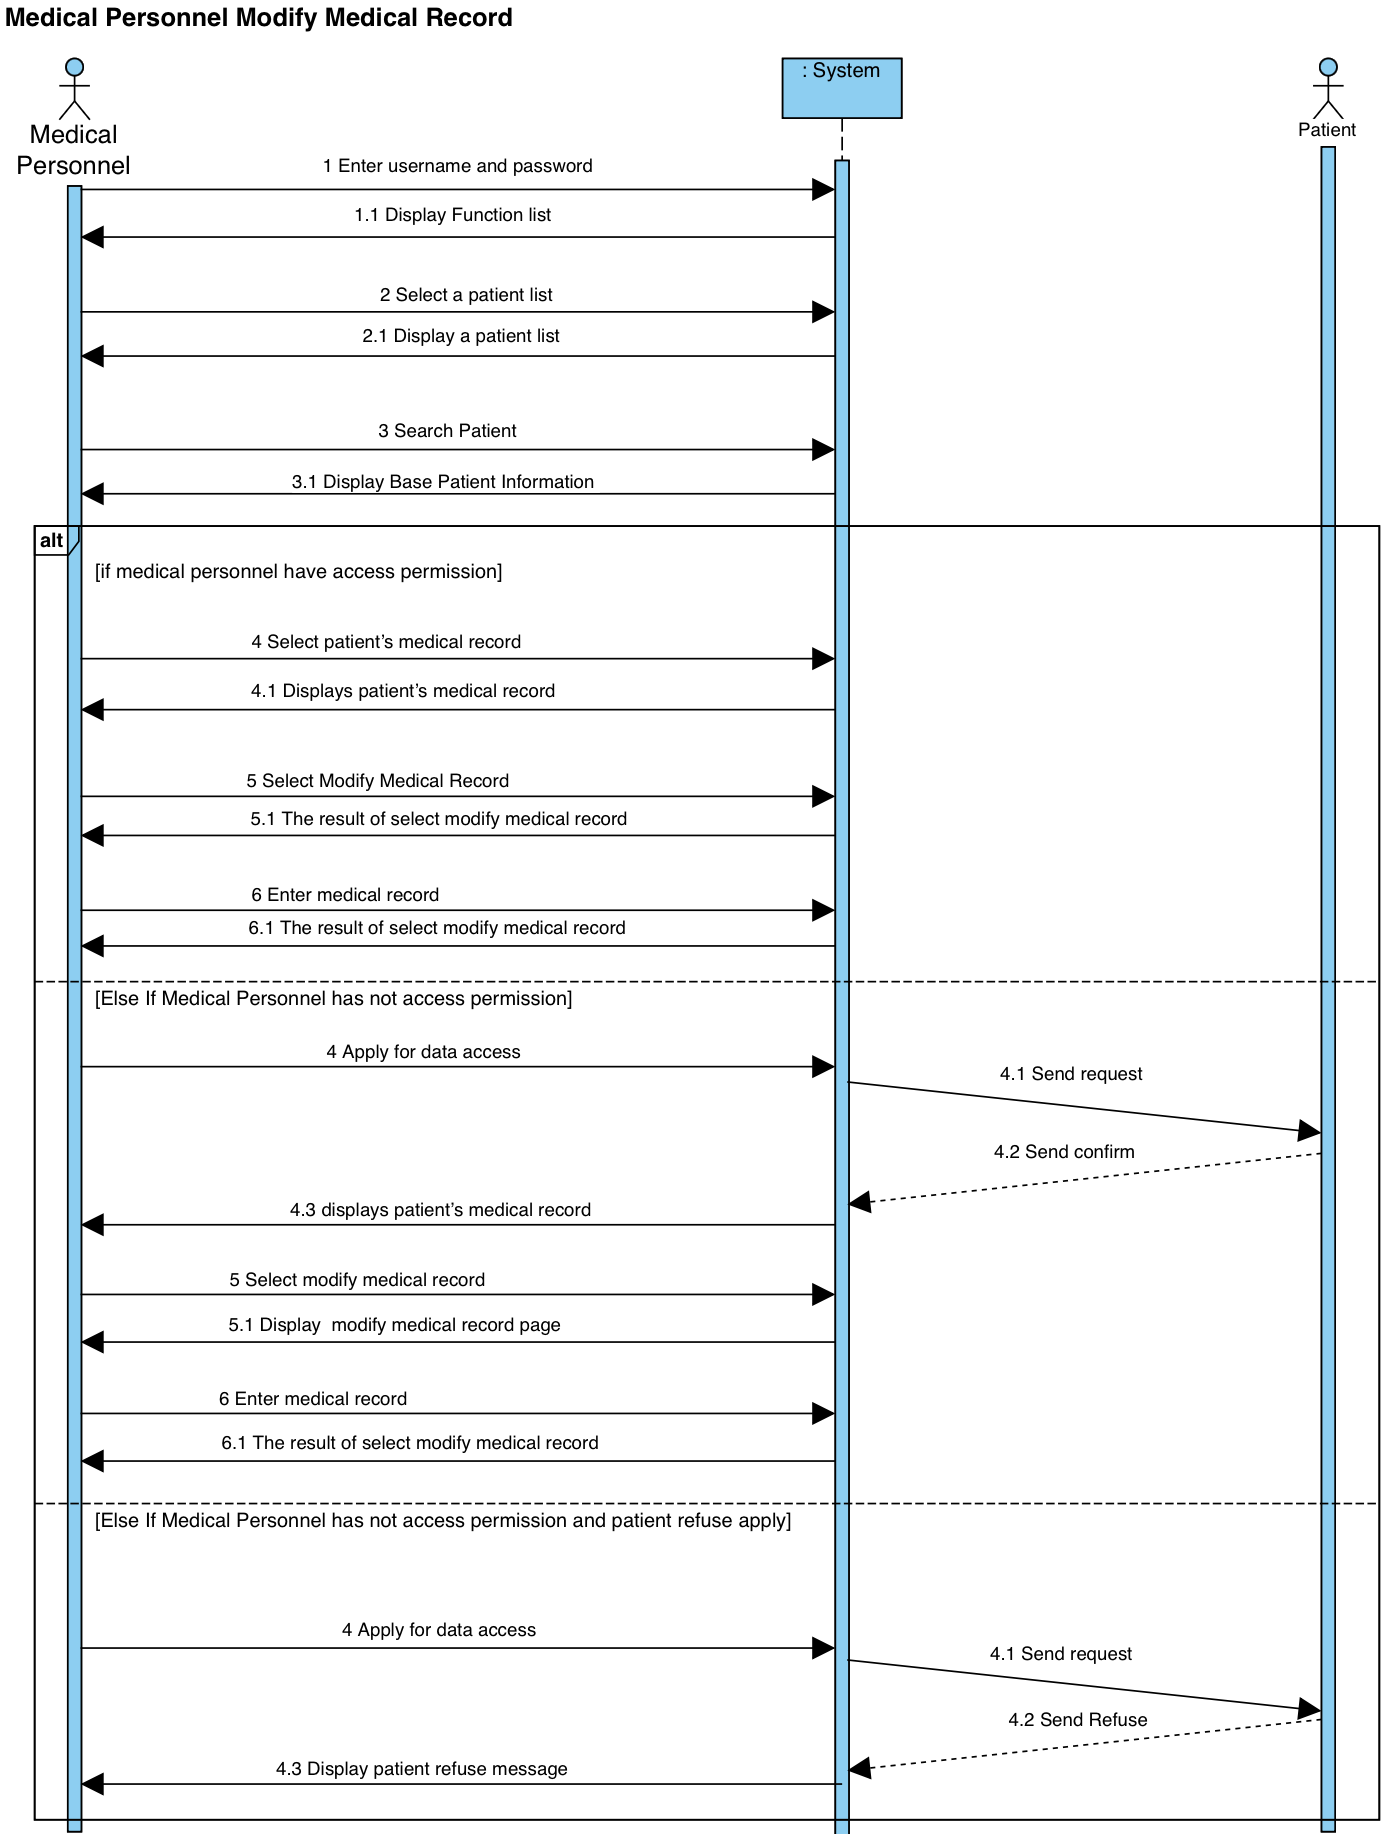 Medical Personnel Modify Medical Record
Medical
Personnel
: System
Patient
1 Enter username and password
1.1 Display Function list
2 Select a patient list
2.1 Display a patient list
3 Search Patient
3.1 Display Base Patient Information
alt
[if medical personnel have access permission]
4 Select patient’s medical record
4.1 Displays patient’s medical record
5 Select Modify Medical Record
5.1 The result of select modify medical record
6 Enter medical record
6.1 The result of select modify medical record
[Else If Medical Personnel has not access permission]
4 Apply for data access
4.1 Send request
4.2 Send confirm
4.3 displays patient’s medical record
5 Select modify medical record
5.1 Display  modify medical record page
6 Enter medical record
6.1 The result of select modify medical record
[Else If Medical Personnel has not access permission and patient refuse apply]
4 Apply for data access
4.1 Send request
4.2 Send Refuse
4.3 Display patient refuse message